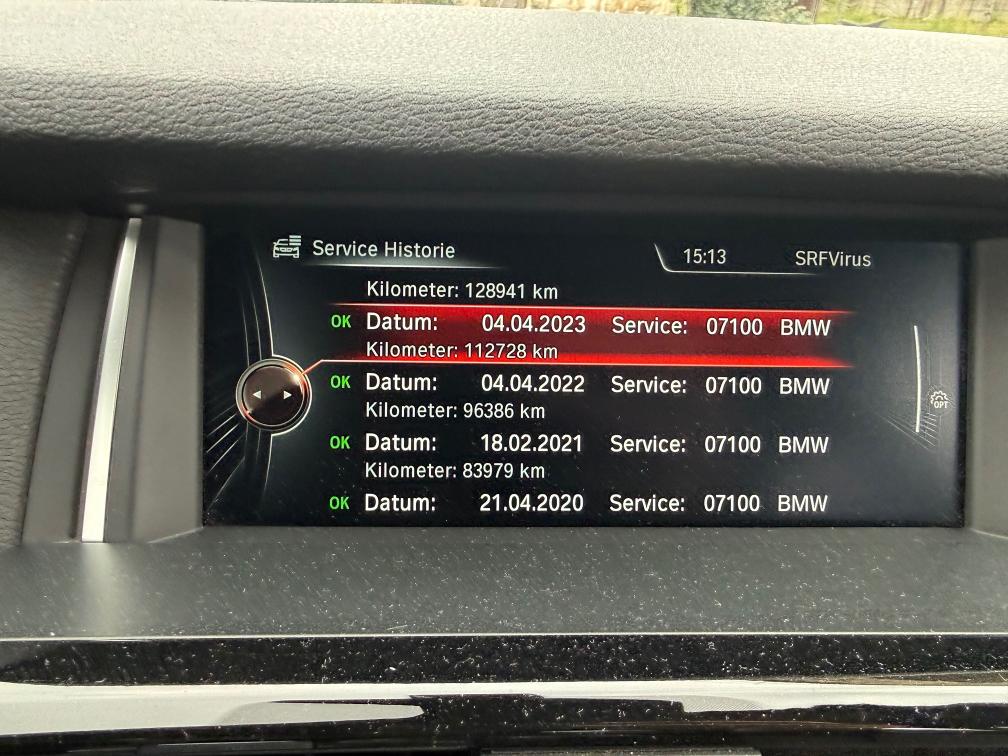 Service Historie
15:13
SRFVirus
Kilometer: 128941 km
OK Datum: 04.04.2023 Service: 07100 BMW
Kilometer: 112728 km
OK Datum: 04.04.2022 Service: 07100 BMW
Kilometer: 96386 km
OK Datum: 18.02.2021 Service: 07100 BMW
Kilometer: 83979 km
OK Datum: 21.04.2020 Service: 07100 BMW
OPT